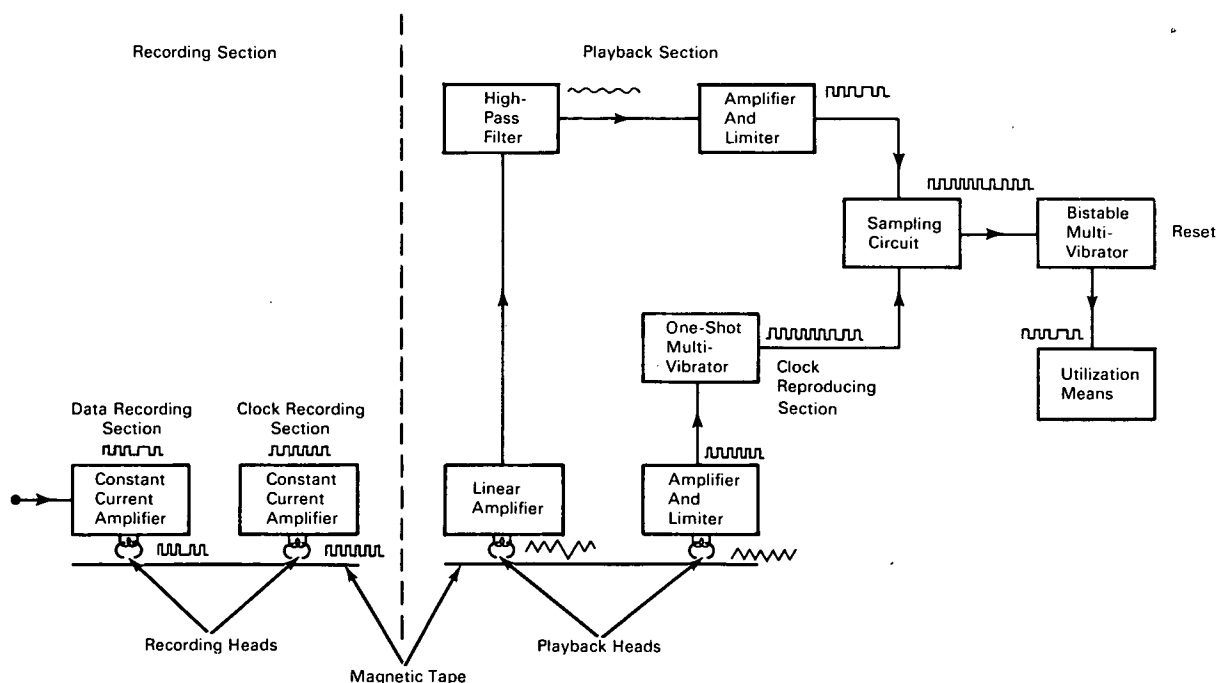 Recording Section
Playback Section
High-
Pass
Filter
Amplifier
And
Limiter
Sampling
Circuit
Bistable
Multi-
Vibrator
Reset
One-Shot
Multi-
Vibrator
Clock
Reproducing
Section
Utilization
Means
Data Recording
Section
Clock Recording
Section
Constant
Current
Amplifier
Constant
Current
Amplifier
Linear
Amplifier
Amplifier
And
Limiter
Recording Heads
Playback Heads
Magnetic Tape